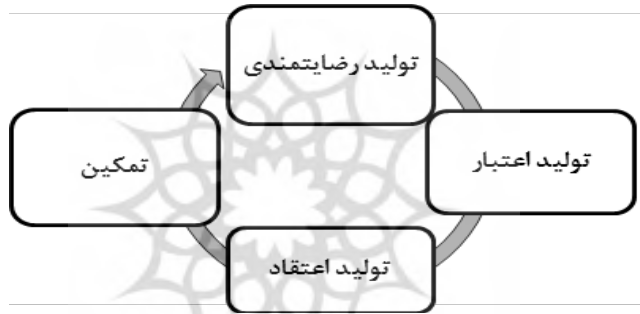 تولید رضایتمندی
تولید اعتبار
تولید اعتقاد
تمکین